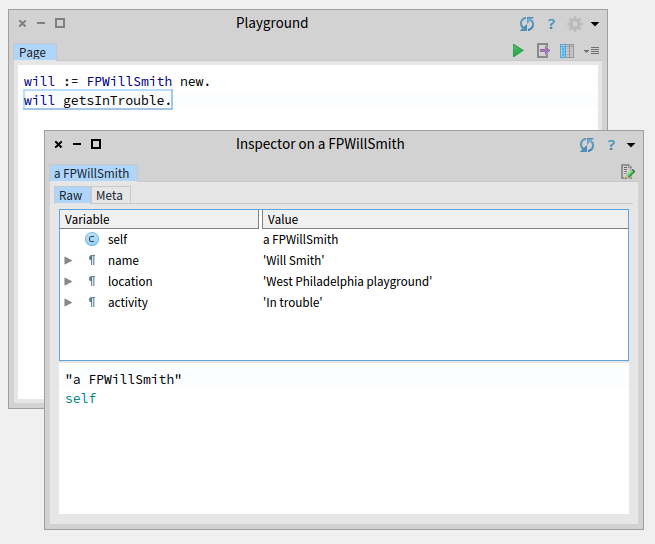 Playground
?
Page
will := FPWillSmith new.
will getsInTrouble.
Inspector on a FPWillSmith
?
a FPWillSmith
Raw Meta
Variable Value
C self a FPWillSmith
¶ name 'Will Smith'
¶ location 'West Philadelphia playground'
¶ activity 'In trouble'
"a FPWillSmith"
self